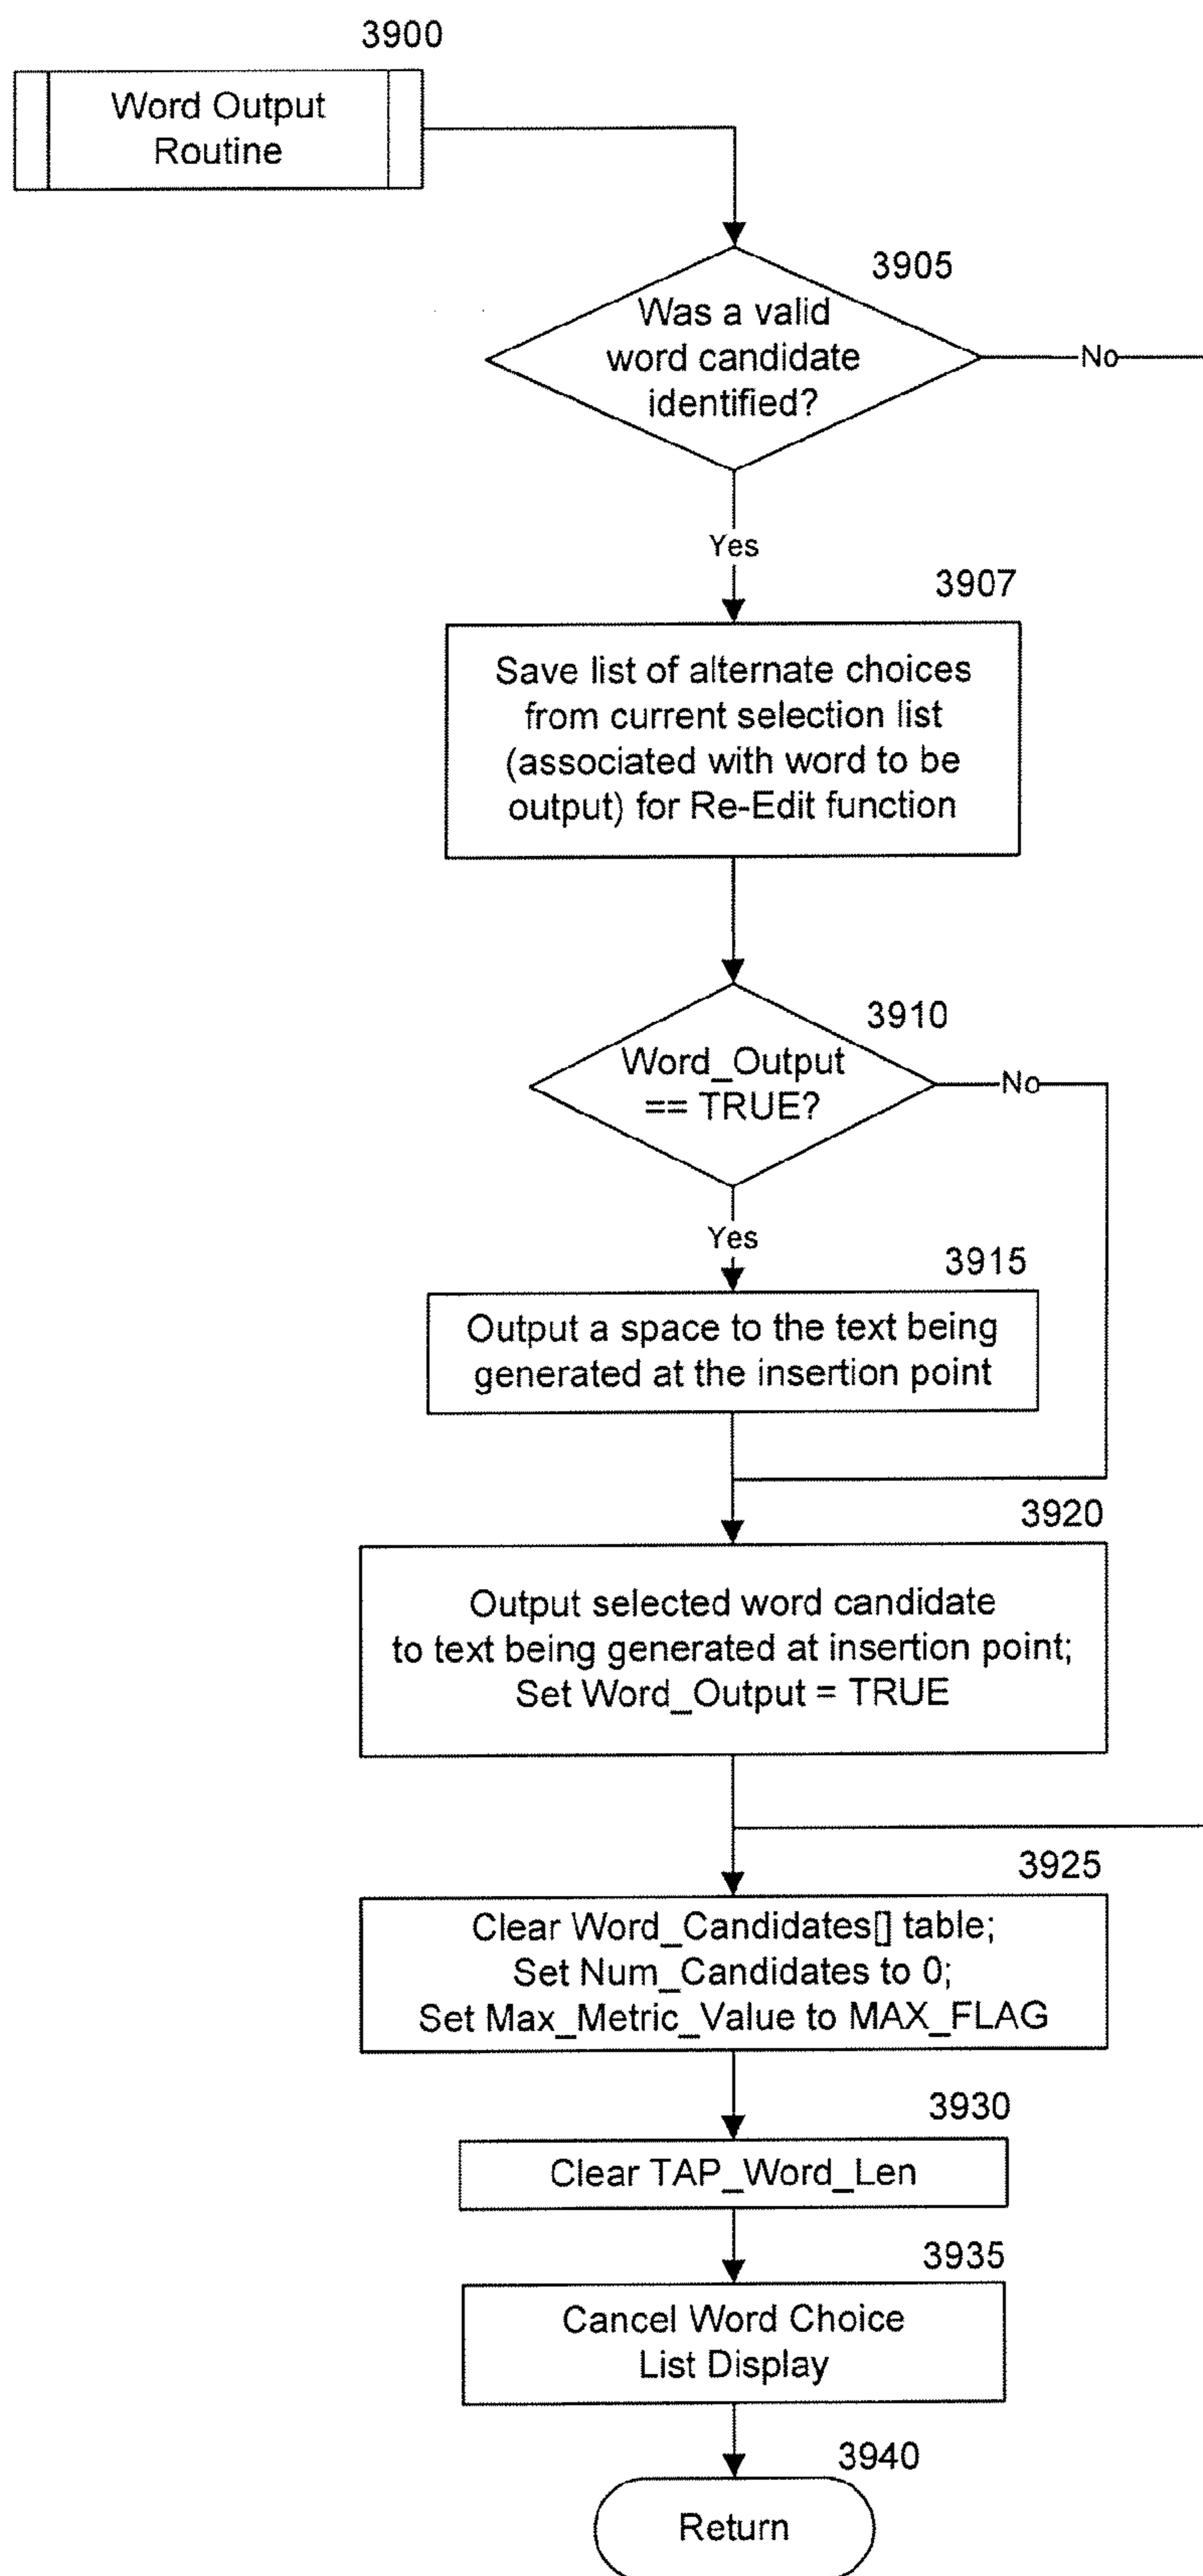 3900
Word Output
Routine
3905
Was a valid
word candidate
identified?
No
Yes
3907
Save list of alternate choices
from current selection list
(associated with word to be
output) for Re-Edit function
3910
Word_Output
== TRUE?
No
Yes
3915
Output a space to the text being
generated at the insertion point
3920
Output selected word candidate
to text being generated at insertion point;
Set Word_Output = TRUE
3925
Clear Word_Candidates[] table;
Set Num_Candidates to 0;
Set Max_Metric_Value to MAX_FLAG
3930
Clear TAP_Word_Len
3935
Cancel Word Choice
List Display
3940
Return